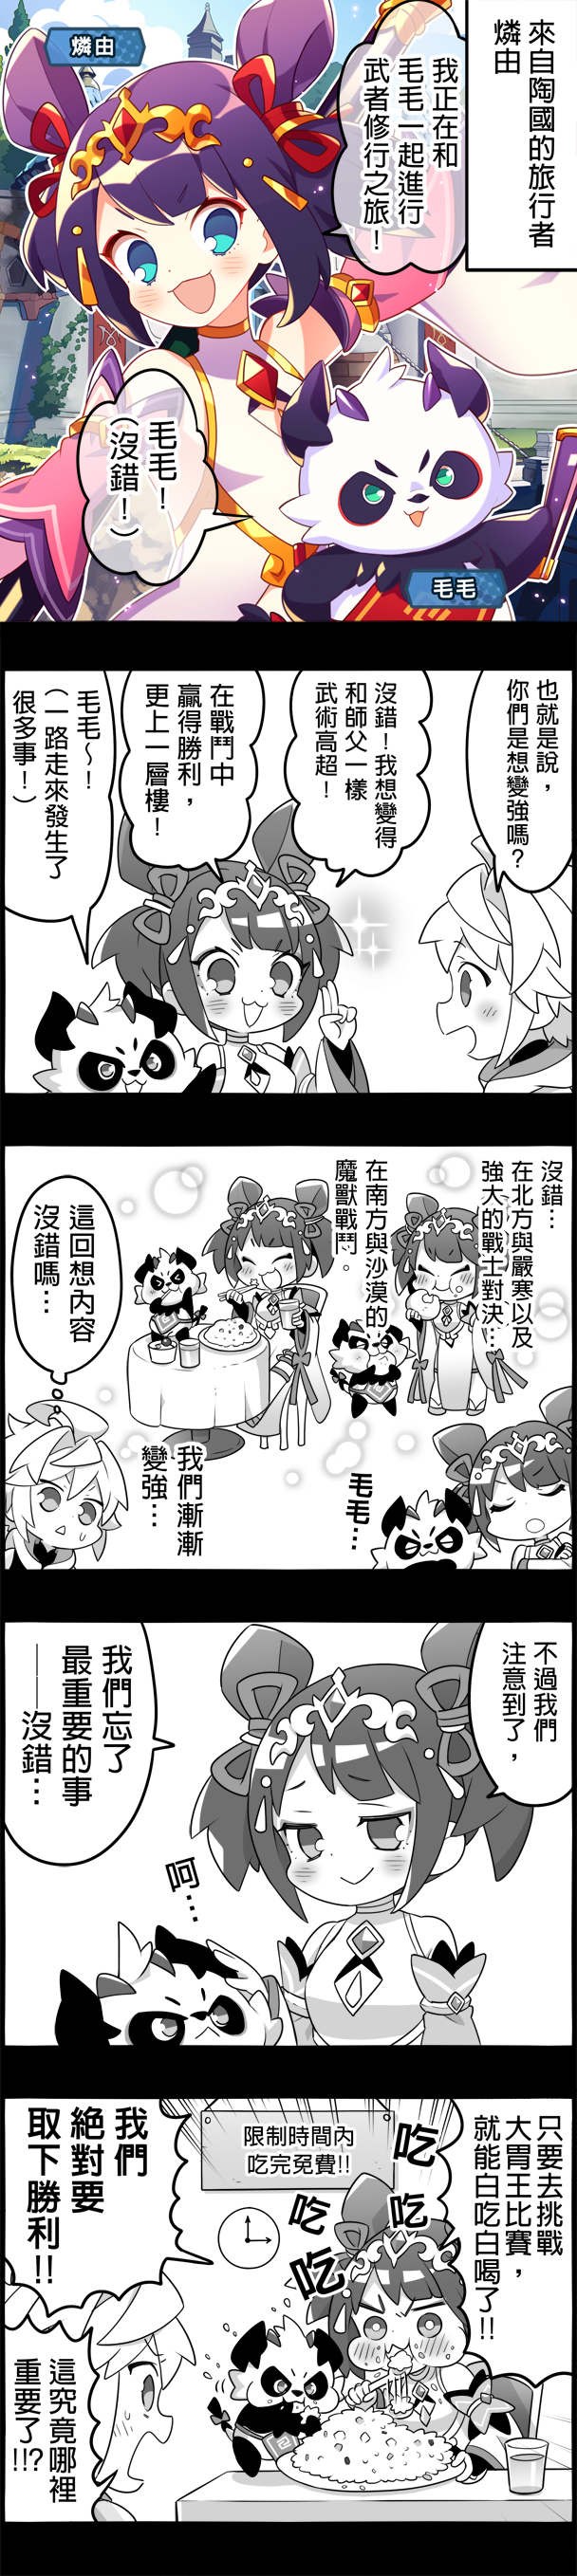 來自陶國的旅行者
燐由
燐由
我正在和
毛毛一起進行
武者修行之旅！
毛毛！
（沒錯！）
毛毛
也就是說，
你們是想變強嗎？
沒錯！我想變得
和師父一樣
武術高超！
在戰鬥中
贏得勝利，
更上一層樓！
毛毛～！
（一路走來發生了
很多事！）
沒錯…
在北方與嚴寒以及
強大的戰士對決…
在南方與沙漠的
魔獸戰鬥。
毛毛…
我們漸漸
變強…
這回想內容
沒錯嗎…
不過我們
注意到了，
我們忘了
最重要的事
——沒錯…
呵…
只要去挑戰
大胃王比賽，
就能白吃白喝了!!
限制時間內
吃完免費!!
吃
吃
吃
我們
絕對要
取下勝利!!
這究竟哪裡
重要了!!?